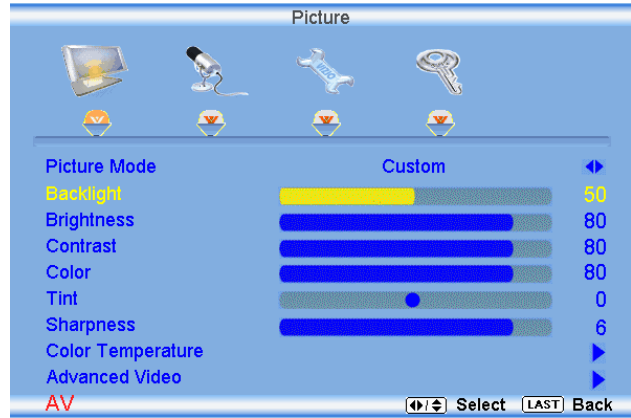 Picture
VIZIO
Picture Mode Custom
Backlight 50
Brightness 80
Contrast 80
Color 80
Tint 0
Sharpness 6
Color Temperature
Advanced Video
AV Select LAST Back